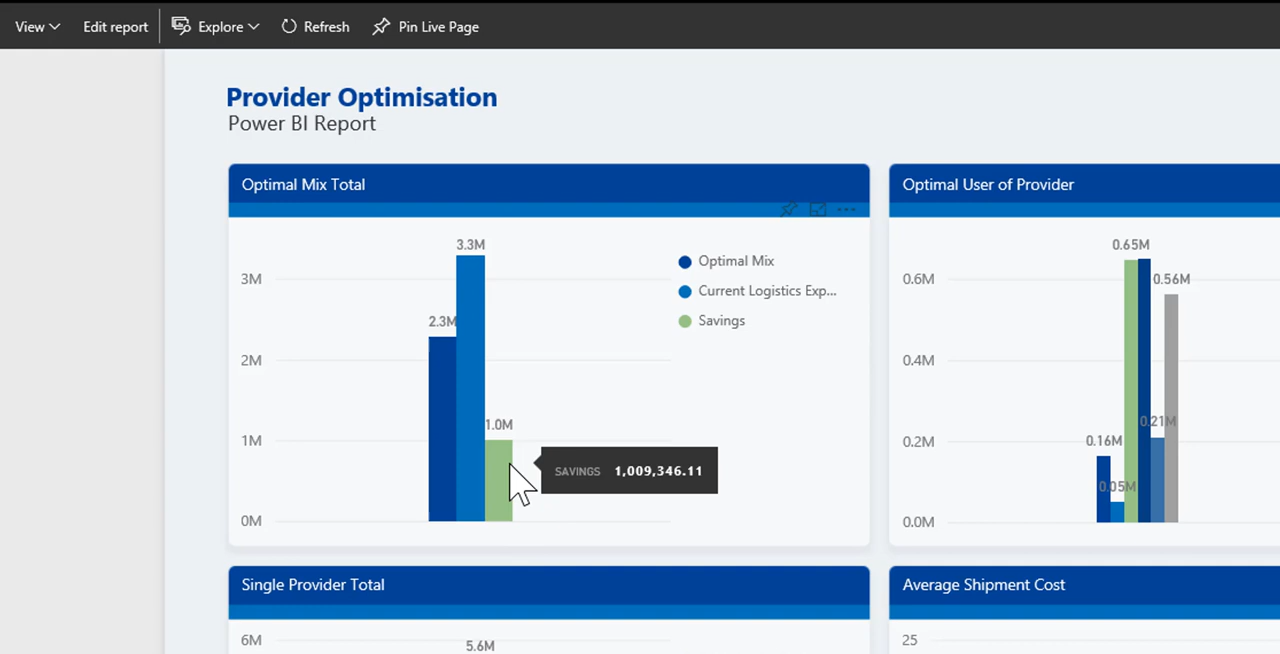 View Edit report Explore Refresh Pin Live Page
Provider Optimisation
Power BI Report
Optimal Mix Total
3.3M
3M
2.3M
2M
1.0M
1M
0M
Optimal Mix
Current Logistics Exp...
Savings
SAVINGS 1,009,346.11
Optimal User of Provider
0.65M
0.6M
0.56M
0.4M
0.21M
0.2M
0.16M
0.05M
0.0M
Single Provider Total
6M
5.6M
Average Shipment Cost
25